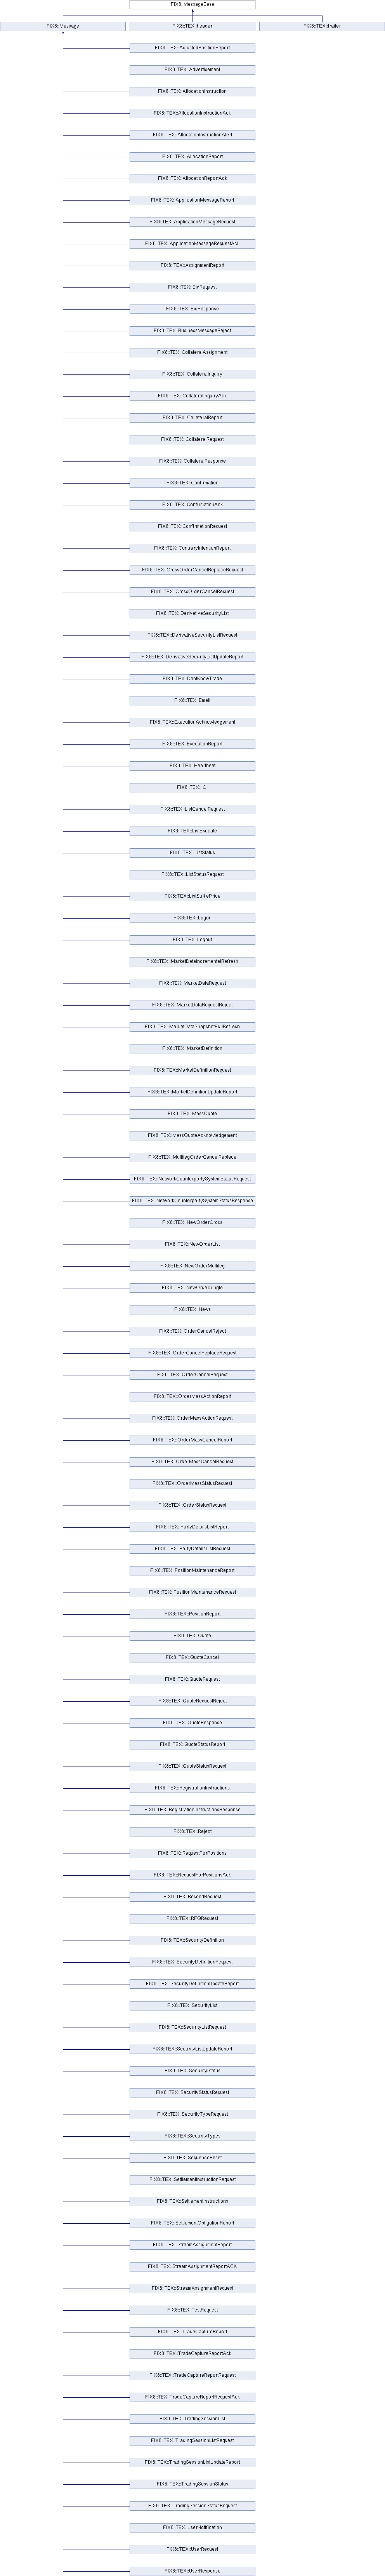 FIX8::MessageBase
FIX8::Message
FIX8::TEX::header
FIX8::TEX::trailer
FIX8::TEX::AdjustedPositionReport
FIX8::TEX::Advertisement
FIX8::TEX::AllocationInstruction
FIX8::TEX::AllocationInstructionAck
FIX8::TEX::AllocationInstructionAlert
FIX8::TEX::AllocationReport
FIX8::TEX::AllocationReportAck
FIX8::TEX::ApplicationMessageReport
FIX8::TEX::ApplicationMessageRequest
FIX8::TEX::ApplicationMessageRequestAck
FIX8::TEX::AssignmentReport
FIX8::TEX::BidRequest
FIX8::TEX::BidResponse
FIX8::TEX::BusinessMessageReject
FIX8::TEX::CollateralAssignment
FIX8::TEX::CollateralInquiry
FIX8::TEX::CollateralInquiryAck
FIX8::TEX::CollateralReport
FIX8::TEX::CollateralRequest
FIX8::TEX::CollateralResponse
FIX8::TEX::Confirmation
FIX8::TEX::ConfirmationAck
FIX8::TEX::ConfirmationRequest
FIX8::TEX::ContraryIntentionReport
FIX8::TEX::CrossOrderCancelReplaceRequest
FIX8::TEX::CrossOrderCancelRequest
FIX8::TEX::DerivativeSecurityList
FIX8::TEX::DerivativeSecurityListRequest
FIX8::TEX::DerivativeSecurityListUpdateReport
FIX8::TEX::DontKnowTrade
FIX8::TEX::Email
FIX8::TEX::ExecutionAcknowledgement
FIX8::TEX::ExecutionReport
FIX8::TEX::Heartbeat
FIX8::TEX::IOI
FIX8::TEX::ListCancelRequest
FIX8::TEX::ListExecute
FIX8::TEX::ListStatus
FIX8::TEX::ListStatusRequest
FIX8::TEX::ListStrikePrice
FIX8::TEX::Logon
FIX8::TEX::Logout
FIX8::TEX::MarketDataIncrementalRefresh
FIX8::TEX::MarketDataRequest
FIX8::TEX::MarketDataRequestReject
FIX8::TEX::MarketDataSnapshotFullRefresh
FIX8::TEX::MarketDefinition
FIX8::TEX::MarketDefinitionRequest
FIX8::TEX::MarketDefinitionUpdateReport
FIX8::TEX::MassQuote
FIX8::TEX::MassQuoteAcknowledgement
FIX8::TEX::MultilegOrderCancelReplace
FIX8::TEX::NetworkCounterpartySystemStatusRequest
FIX8::TEX::NetworkCounterpartySystemStatusResponse
FIX8::TEX::NewOrderCross
FIX8::TEX::NewOrderList
FIX8::TEX::NewOrderMultileg
FIX8::TEX::NewOrderSingle
FIX8::TEX::News
FIX8::TEX::OrderCancelReject
FIX8::TEX::OrderCancelReplaceRequest
FIX8::TEX::OrderCancelRequest
FIX8::TEX::OrderMassActionReport
FIX8::TEX::OrderMassActionRequest
FIX8::TEX::OrderMassCancelReport
FIX8::TEX::OrderMassCancelRequest
FIX8::TEX::OrderMassStatusRequest
FIX8::TEX::OrderStatusRequest
FIX8::TEX::PartyDetailsListReport
FIX8::TEX::PartyDetailsListRequest
FIX8::TEX::PositionMaintenanceReport
FIX8::TEX::PositionMaintenanceRequest
FIX8::TEX::PositionReport
FIX8::TEX::Quote
FIX8::TEX::QuoteCancel
FIX8::TEX::QuoteRequest
FIX8::TEX::QuoteRequestReject
FIX8::TEX::QuoteResponse
FIX8::TEX::QuoteStatusReport
FIX8::TEX::QuoteStatusRequest
FIX8::TEX::RegistrationInstructions
FIX8::TEX::RegistrationInstructionsResponse
FIX8::TEX::Reject
FIX8::TEX::RequestForPositions
FIX8::TEX::RequestForPositionsAck
FIX8::TEX::ResendRequest
FIX8::TEX::RFQRequest
FIX8::TEX::SecurityDefinition
FIX8::TEX::SecurityDefinitionRequest
FIX8::TEX::SecurityDefinitionUpdateReport
FIX8::TEX::SecurityList
FIX8::TEX::SecurityListRequest
FIX8::TEX::SecurityListUpdateReport
FIX8::TEX::SecurityStatus
FIX8::TEX::SecurityStatusRequest
FIX8::TEX::SecurityTypeRequest
FIX8::TEX::SecurityTypes
FIX8::TEX::SequenceReset
FIX8::TEX::SettlementInstructionRequest
FIX8::TEX::SettlementInstructions
FIX8::TEX::SettlementObligationReport
FIX8::TEX::StreamAssignmentReport
FIX8::TEX::StreamAssignmentReportACK
FIX8::TEX::StreamAssignmentRequest
FIX8::TEX::TestRequest
FIX8::TEX::TradeCaptureReport
FIX8::TEX::TradeCaptureReportAck
FIX8::TEX::TradeCaptureReportRequest
FIX8::TEX::TradeCaptureReportRequestAck
FIX8::TEX::TradingSessionList
FIX8::TEX::TradingSessionListRequest
FIX8::TEX::TradingSessionListUpdateReport
FIX8::TEX::TradingSessionStatus
FIX8::TEX::TradingSessionStatusRequest
FIX8::TEX::UserNotification
FIX8::TEX::UserRequest
FIX8::TEX::UserResponse